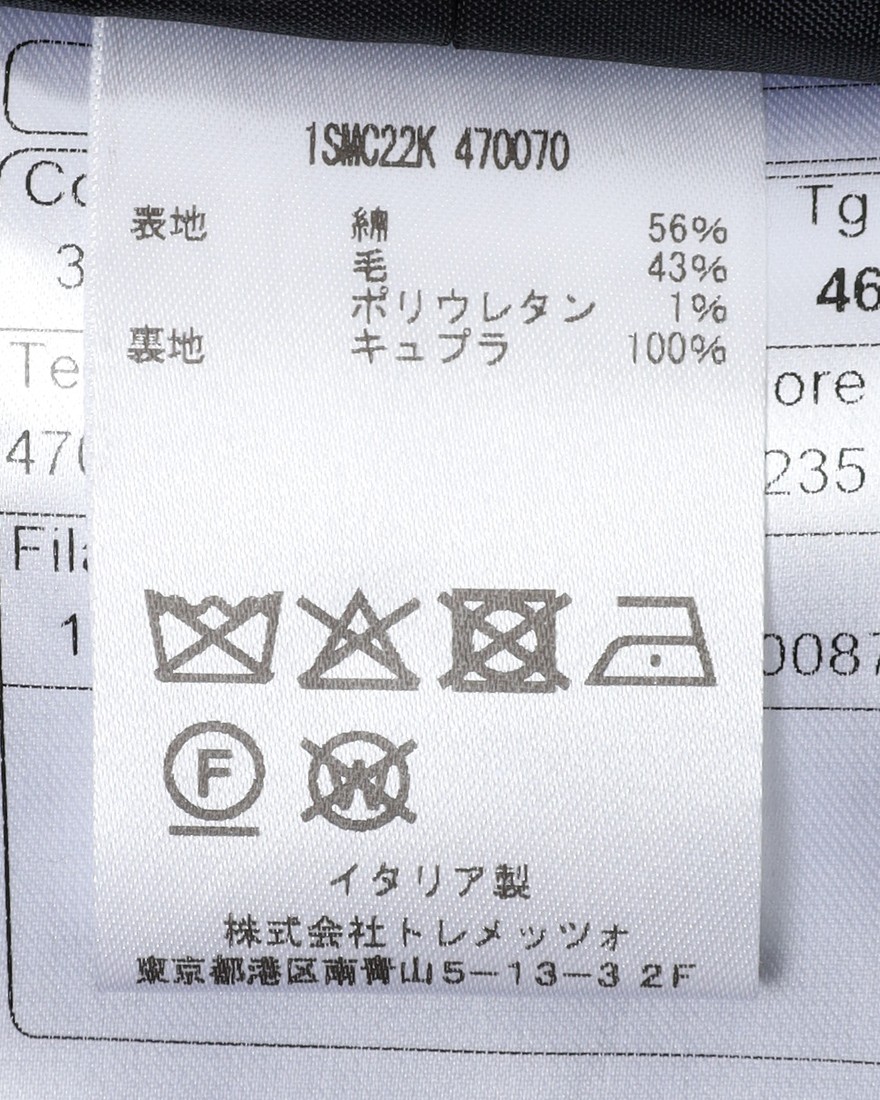 1SMC22K 470070
表地 綿 56%
毛 43%
ポリウレタン 1%
裏地 キュプラ 100%
F
W
イタリア製
株式会社トレメッツォ
東京都港区南青山5-13-3 2F
Tg
46
ore
235
0087
3
Te
1